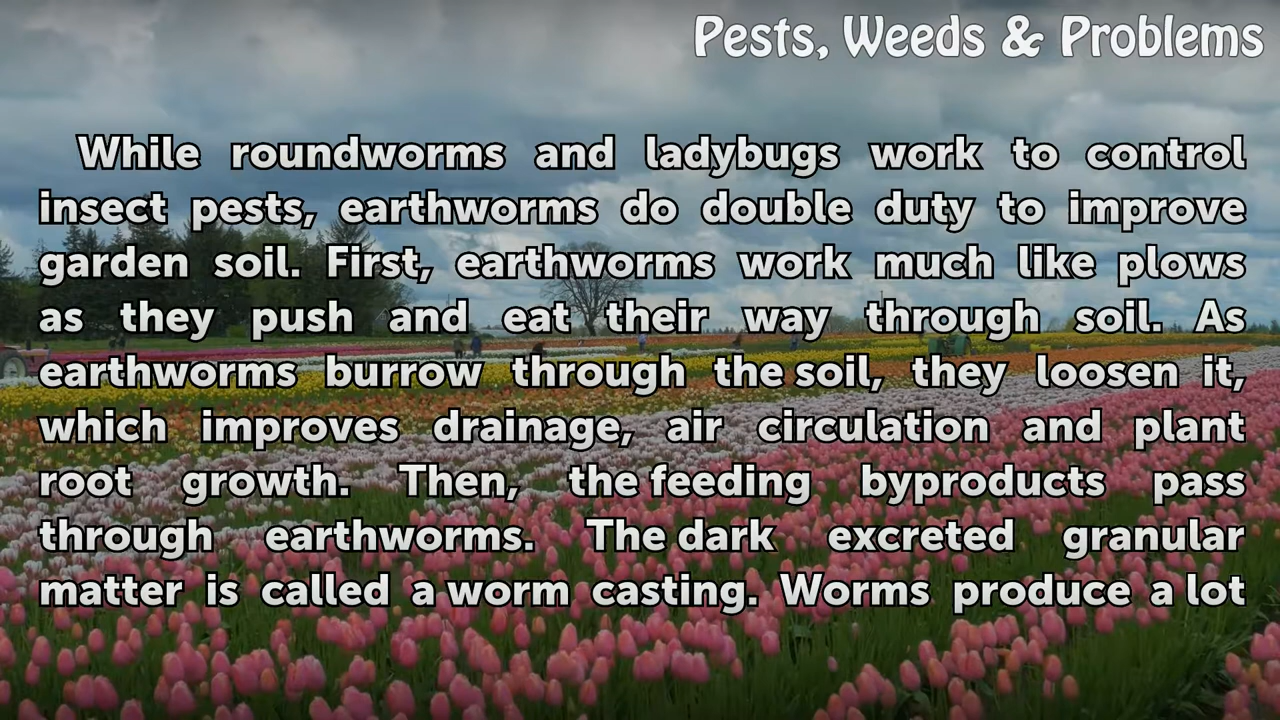 Pests, Weeds & Problems
While roundworms and ladybugs work to control
insect pests, earthworms do double duty to improve
garden soil. First, earthworms work much like plows
as they push and eat their way through soil. As
earthworms burrow through the soil, they loosen it,
which improves drainage, air circulation and plant
root growth. Then, the feeding byproducts pass
through earthworms. The dark excreted granular
matter is called a worm casting. Worms produce a lot